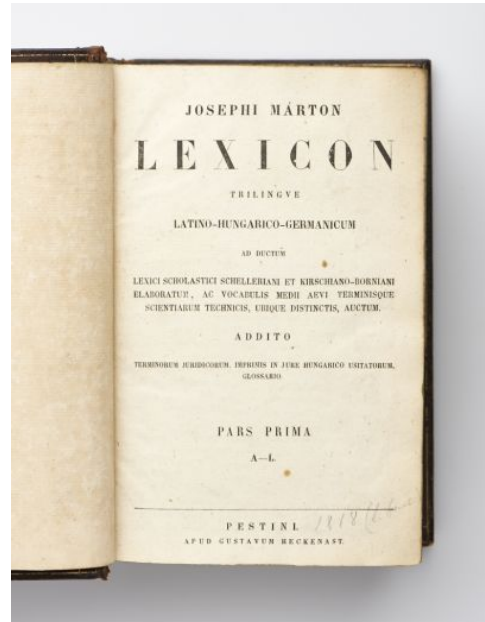 JOSEPHI MÁRTON
LEXICON
TRILINGVE
LATINO-HUNGARICO-GERMANICUM
AD DUCTUM
LEXICI SCHOLASTICI SCHELLERIANI ET KIRSCHIANO-BORNIANI
ELABORATUM, AC VOCABULIS MEDII AEVI TERMINISQUE
SCIENTIARUM TECHNICIS, UBIQUE DISTINCTIS, AUCTUM.
ADDITO
TERMINORUM JURIDICORUM, IMPRIMIS IN JURE HUNGARICO USITATORUM,
GLOSSARIO
PARS PRIMA
A—L.
1818
PESTINI,
APUD GUSTAVUM HECKENAST.